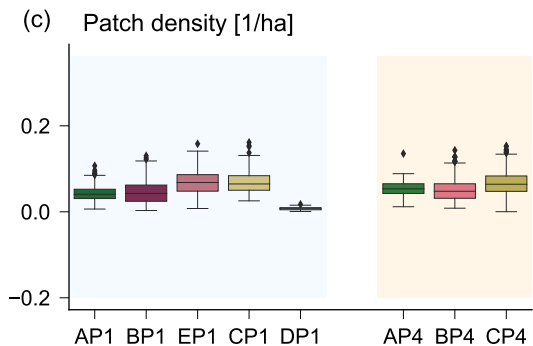 (c) Patch density [1/ha]
0.2
0.0
−0.2
AP1 BP1 EP1 CP1 DP1 AP4 BP4 CP4